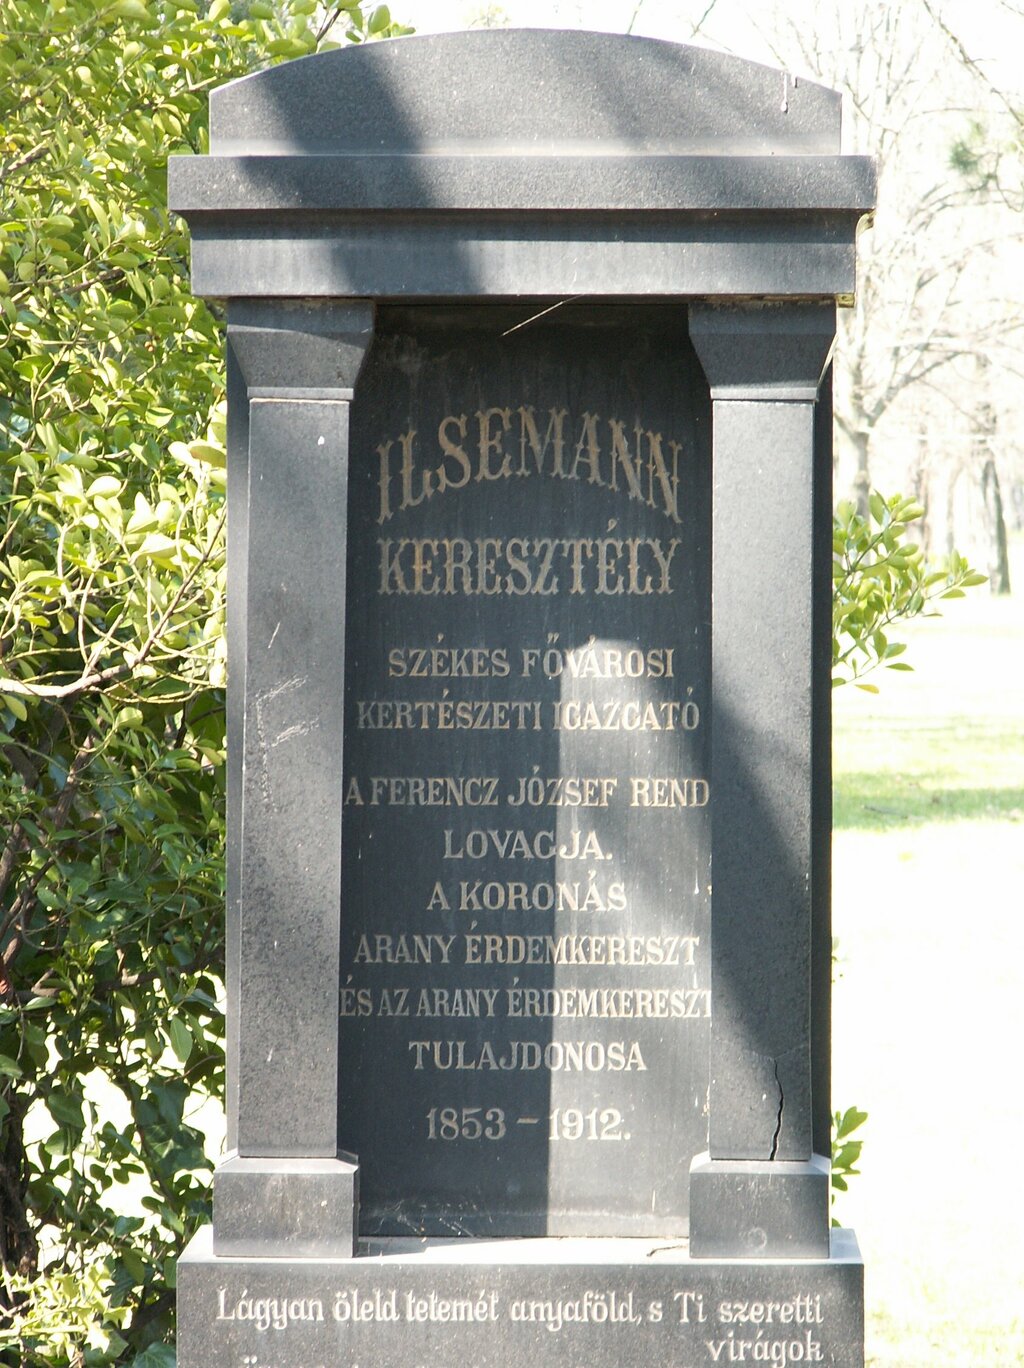 ILSEMANN
KERESZTÉLY
SZÉKES FŐVÁROSI
KERTÉSZETI IGAZGATÓ
A FERENCZ JÓZSEF REND
LOVAGJA.
A KORONÁS
ARANY ÉRDEMKERESZT
ÉS AZ ARANY ÉRDEMKERESZT
TULAJDONOSA
1853 – 1912.
Lágyan öleld tetemét anyaföld, s Ti szeretti
virágok